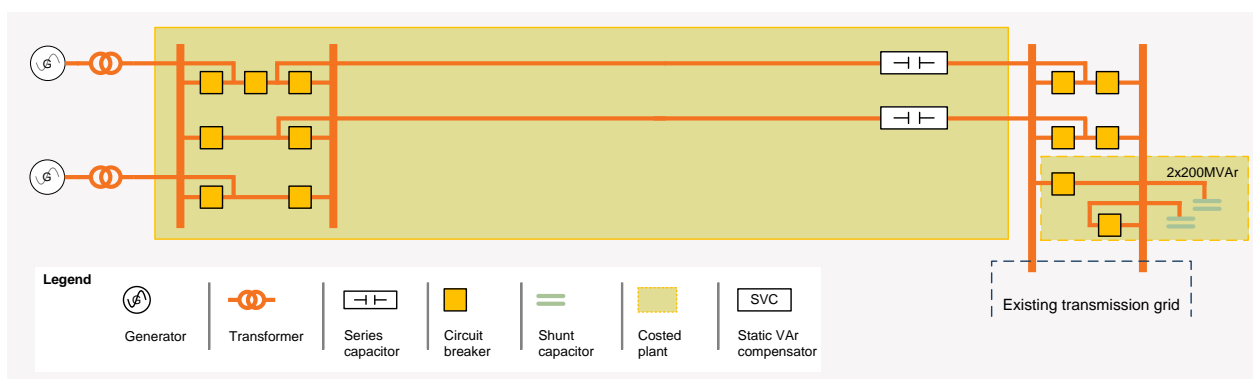 G
G
2x200MVAr
Existing transmission grid
Legend
G
SVC
Generator
Transformer
Series
capacitor
Circuit
breaker
Shunt
capacitor
Costed
plant
Static VAr
compensator